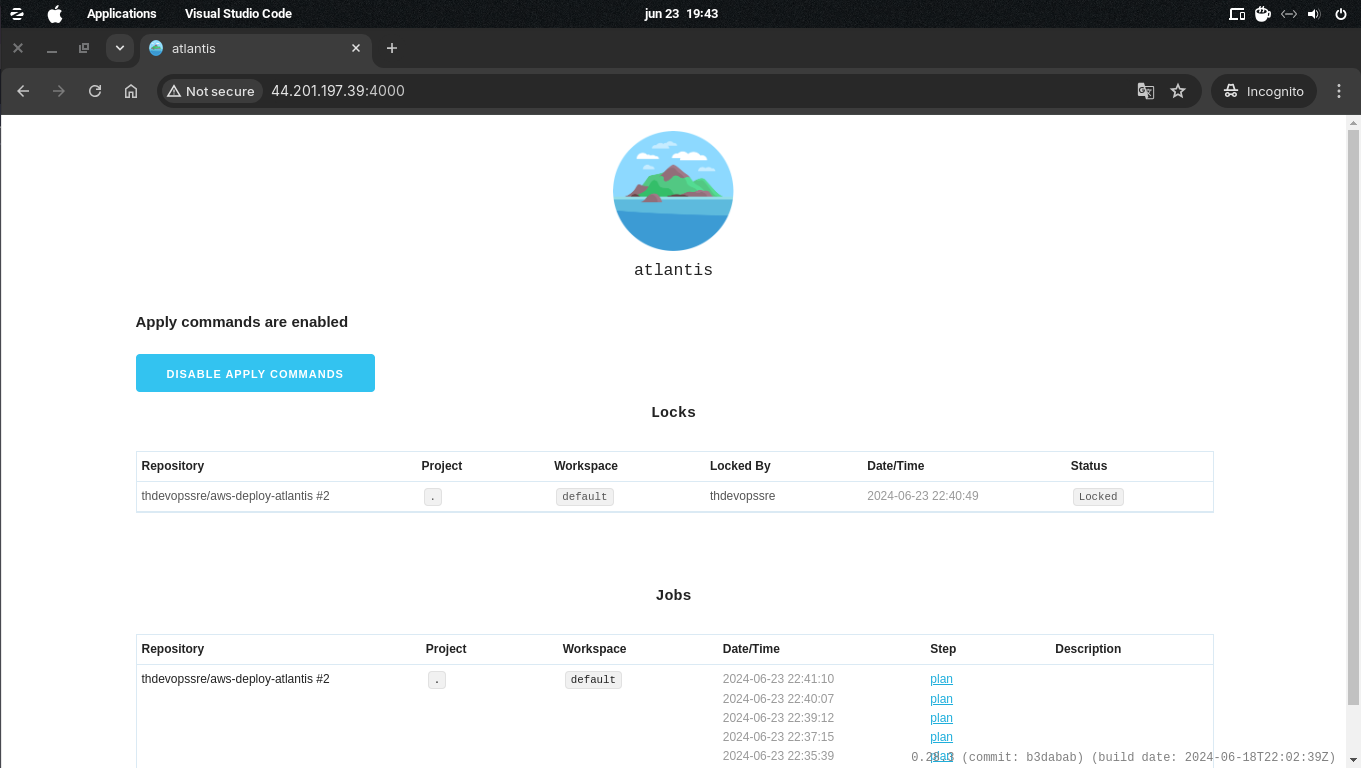 Applications Visual Studio Code jun 23 19:43
atlantis
Not secure 44.201.197.39:4000 Incognito
atlantis
Apply commands are enabled
DISABLE APPLY COMMANDS
Locks
Repository Project Workspace Locked By Date/Time Status
thdevopssre/aws-deploy-atlantis #2 . default thdevopssre 2024-06-23 22:40:49 Locked
Jobs
Repository Project Workspace Date/Time Step Description
thdevopssre/aws-deploy-atlantis #2 . default 2024-06-23 22:41:10 plan
2024-06-23 22:40:07 plan
2024-06-23 22:39:12 plan
2024-06-23 22:37:15 plan
2024-06-23 22:35:39 plan
(commit: b3dabab) (build date: 2024-06-18T22:02:39Z)